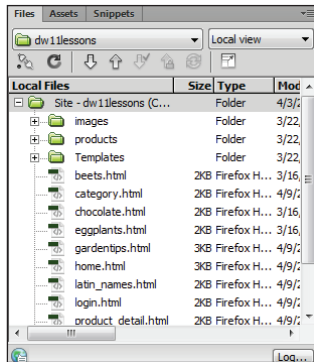 Files Assets Snippets
dw11lessons Local view
Local Files Size Type Mod
Site - dw11lessons (C... Folder 4/3/2
images Folder 3/22,
products Folder 3/22,
Templates Folder 3/22,
beets.html 2KB Firefox H... 3/16,
category.html 2KB Firefox H... 4/9/2
chocolate.html 2KB Firefox H... 3/16,
eggplants.html 2KB Firefox H... 3/16,
gardentips.html 3KB Firefox H... 4/9/2
home.html 3KB Firefox H... 4/9/2
latin_names.html 2KB Firefox H... 4/9/2
login.html 2KB Firefox H... 4/9/2
product_detail.html 2KB Firefox H... 4/9/2
Log...